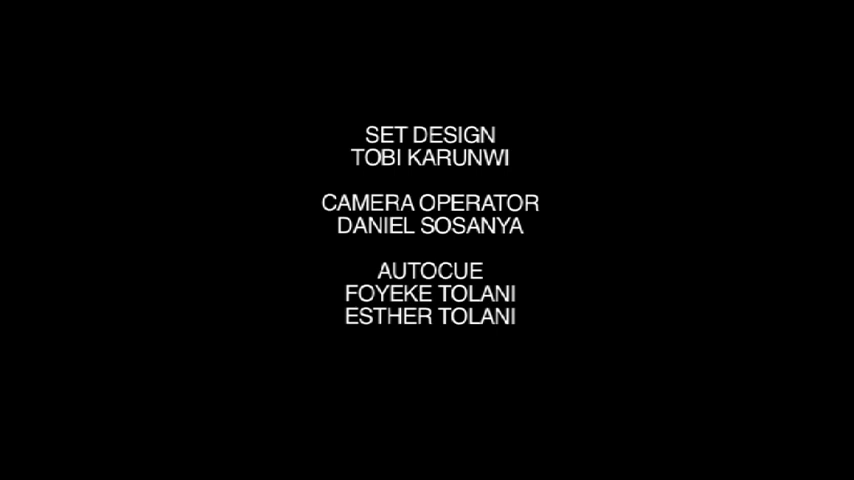 SET DESIGN
TOBI KARUNWI
CAMERA OPERATOR
DANIEL SOSANYA
AUTOCUE
FOYEKE TOLANI
ESTHER TOLANI